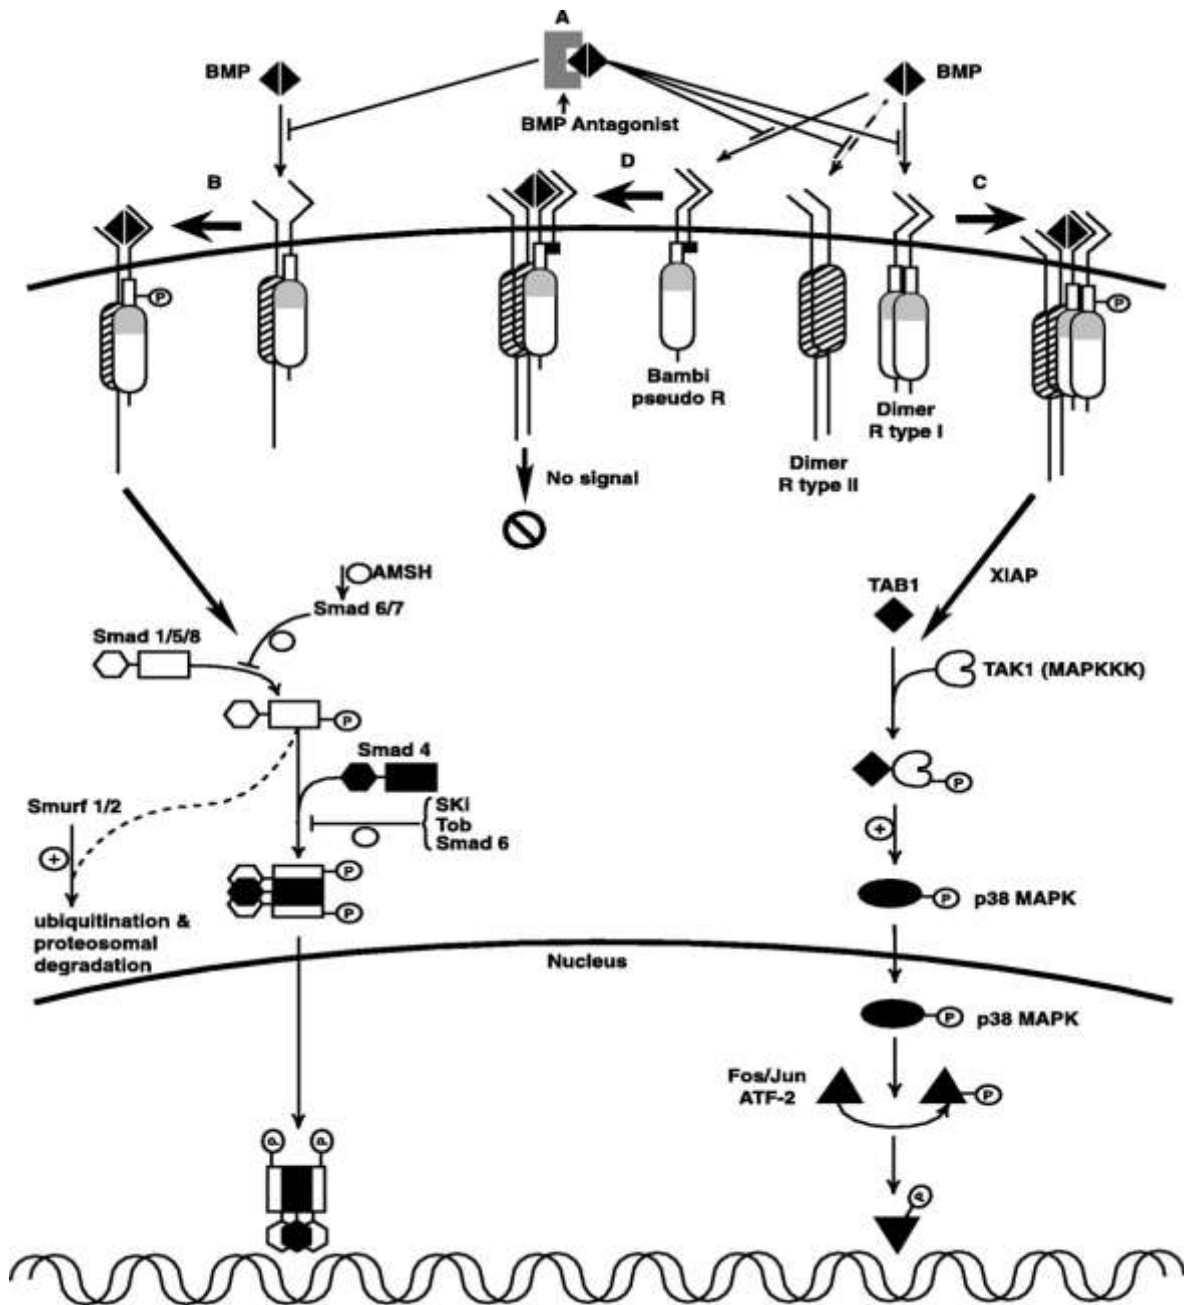 A
BMP
BMP
BMP Antagonist
B
D
C
P
P
Bambi
pseudo R
Dimer
R type I
Dimer
R type II
No signal
AMSH
Smad 6/7
Smad 1/5/8
XIAP
TAB1
TAK1 (MAPKKK)
P
Smad 4
P
Smurf 1/2
SKi
Tob
Smad 6
+
+
P
P
P
p38 MAPK
ubiquitination &
proteosomal
degradation
Nucleus
P
p38 MAPK
Fos/Jun
ATF-2
P
P
P
P